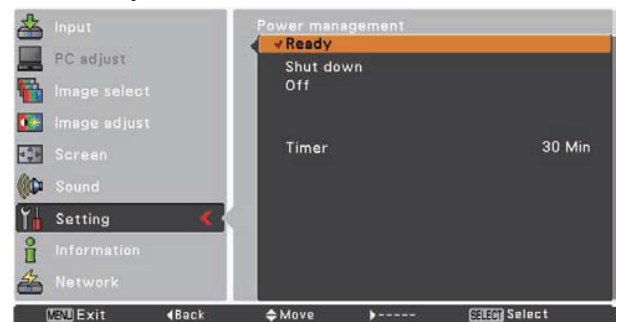 Input
PC adjust
Image select
Image adjust
Screen
Sound
Setting
Information
Network
Power management
✔Ready
Shut down
Off
Timer 30 Min
MENU Exit ◀Back ◆Move ▶----- SELECT Select